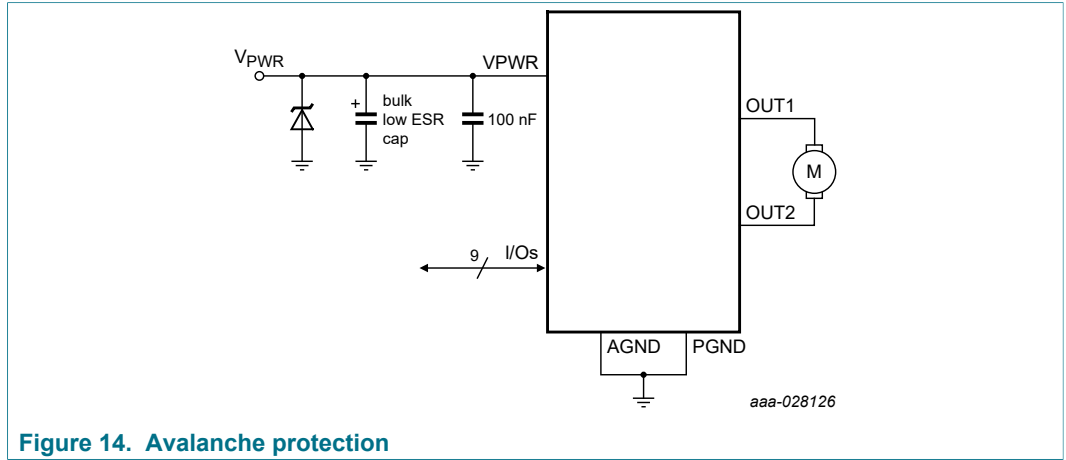 VPWR
VPWR
+
bulk
low ESR
cap
100 nF
OUT1
M
OUT2
9
I/Os
AGND
PGND
aaa-028126
Figure 14. Avalanche protection